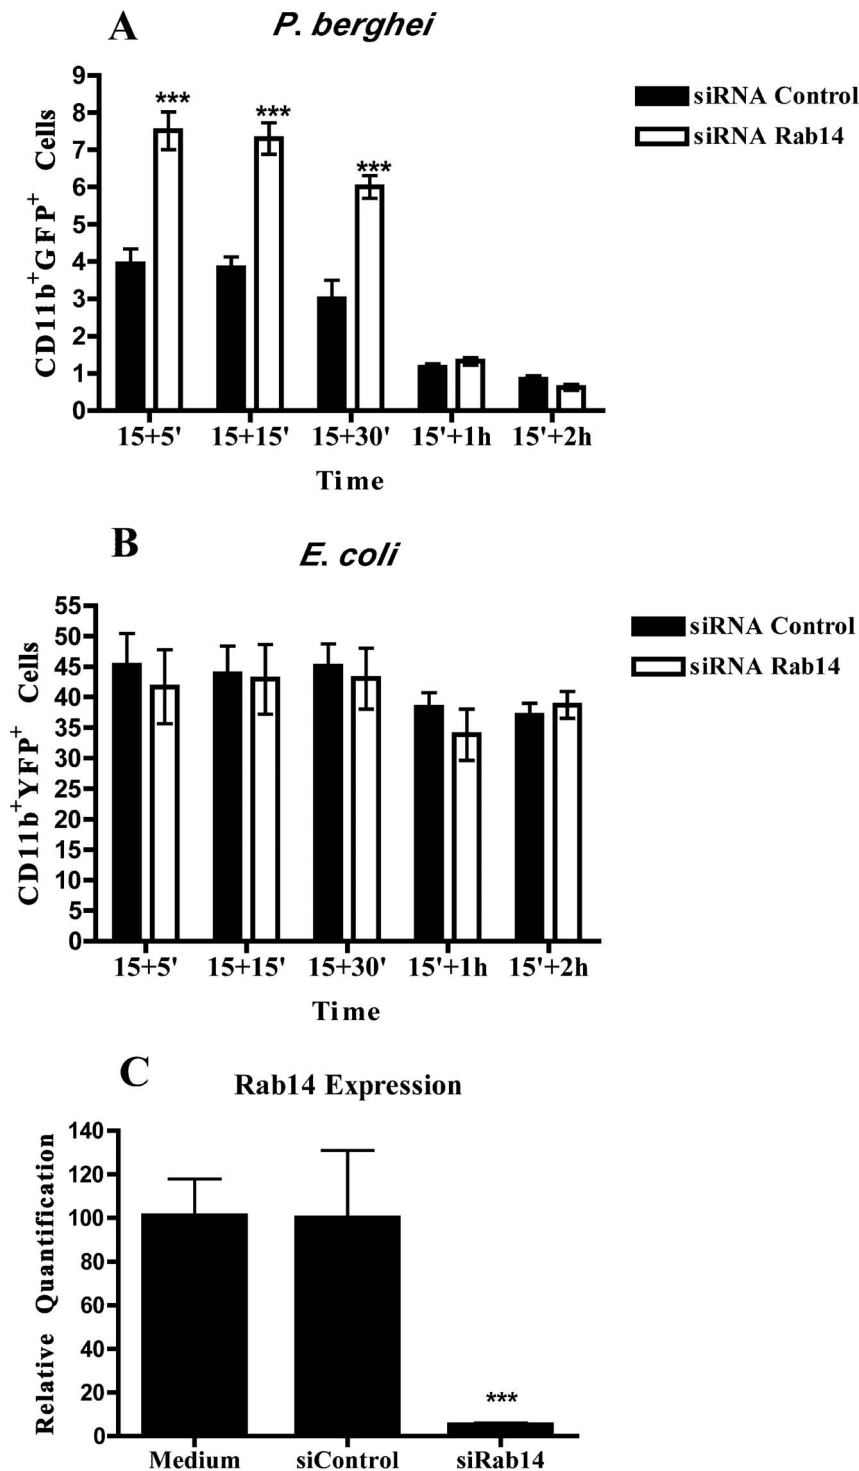 A
P. berghei
CD11b+GFP+ Cells
9
8
7
6
5
4
3
2
1
0
***
***
***
siRNA Control
siRNA Rab14
15+5' 15+15' 15+30' 15'+1h 15'+2h
Time
B
E. coli
CD11b+YFP+ Cells
55
50
45
40
35
30
25
20
15
10
5
0
siRNA Control
siRNA Rab14
15+5' 15+15' 15+30' 15'+1h 15'+2h
Time
C
Rab14 Expression
Relative Quantification
140
120
100
80
60
40
20
0
***
Medium siControl siRab14